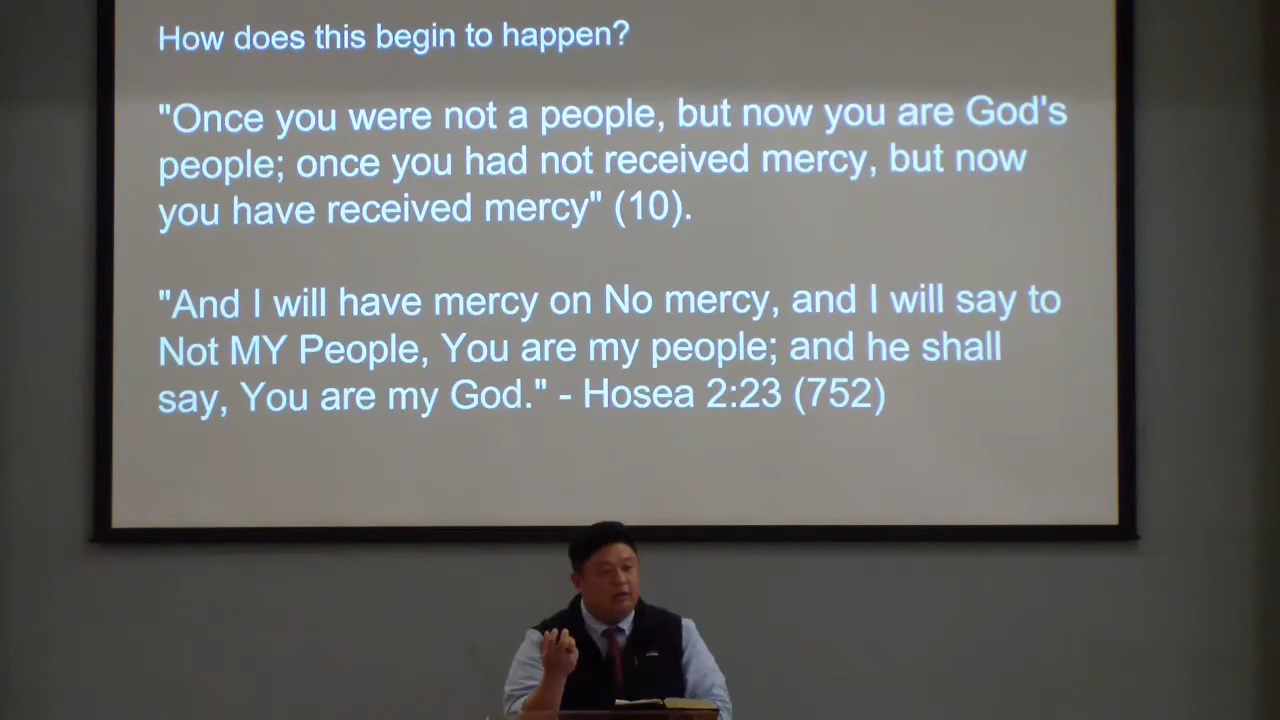 How does this begin to happen?
"Once you were not a people, but now you are God's
people; once you had not received mercy, but now
you have received mercy" (10).
"And I will have mercy on No mercy, and I will say to
Not MY People, You are my people; and he shall
say, You are my God." - Hosea 2:23 (752)